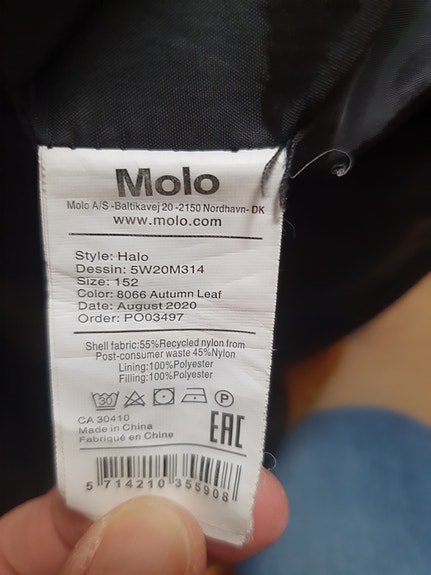 Molo
Molo A/S -Baltikavej 20 -2150 Nordhavn- DK
www.molo.com
Style: Halo
Dessin: 5W20M314
Size: 152
Color: 8066 Autumn Leaf
Date: August 2020
Order: PO03497
Shell fabric:55%Recycled nylon from
Post-consumer waste 45%Nylon
Lining:100%Polyester
Filling:100%Polyester
30 P
CA 30410
Made in China
Fabriqué en Chine
EAC
5 714210 355908